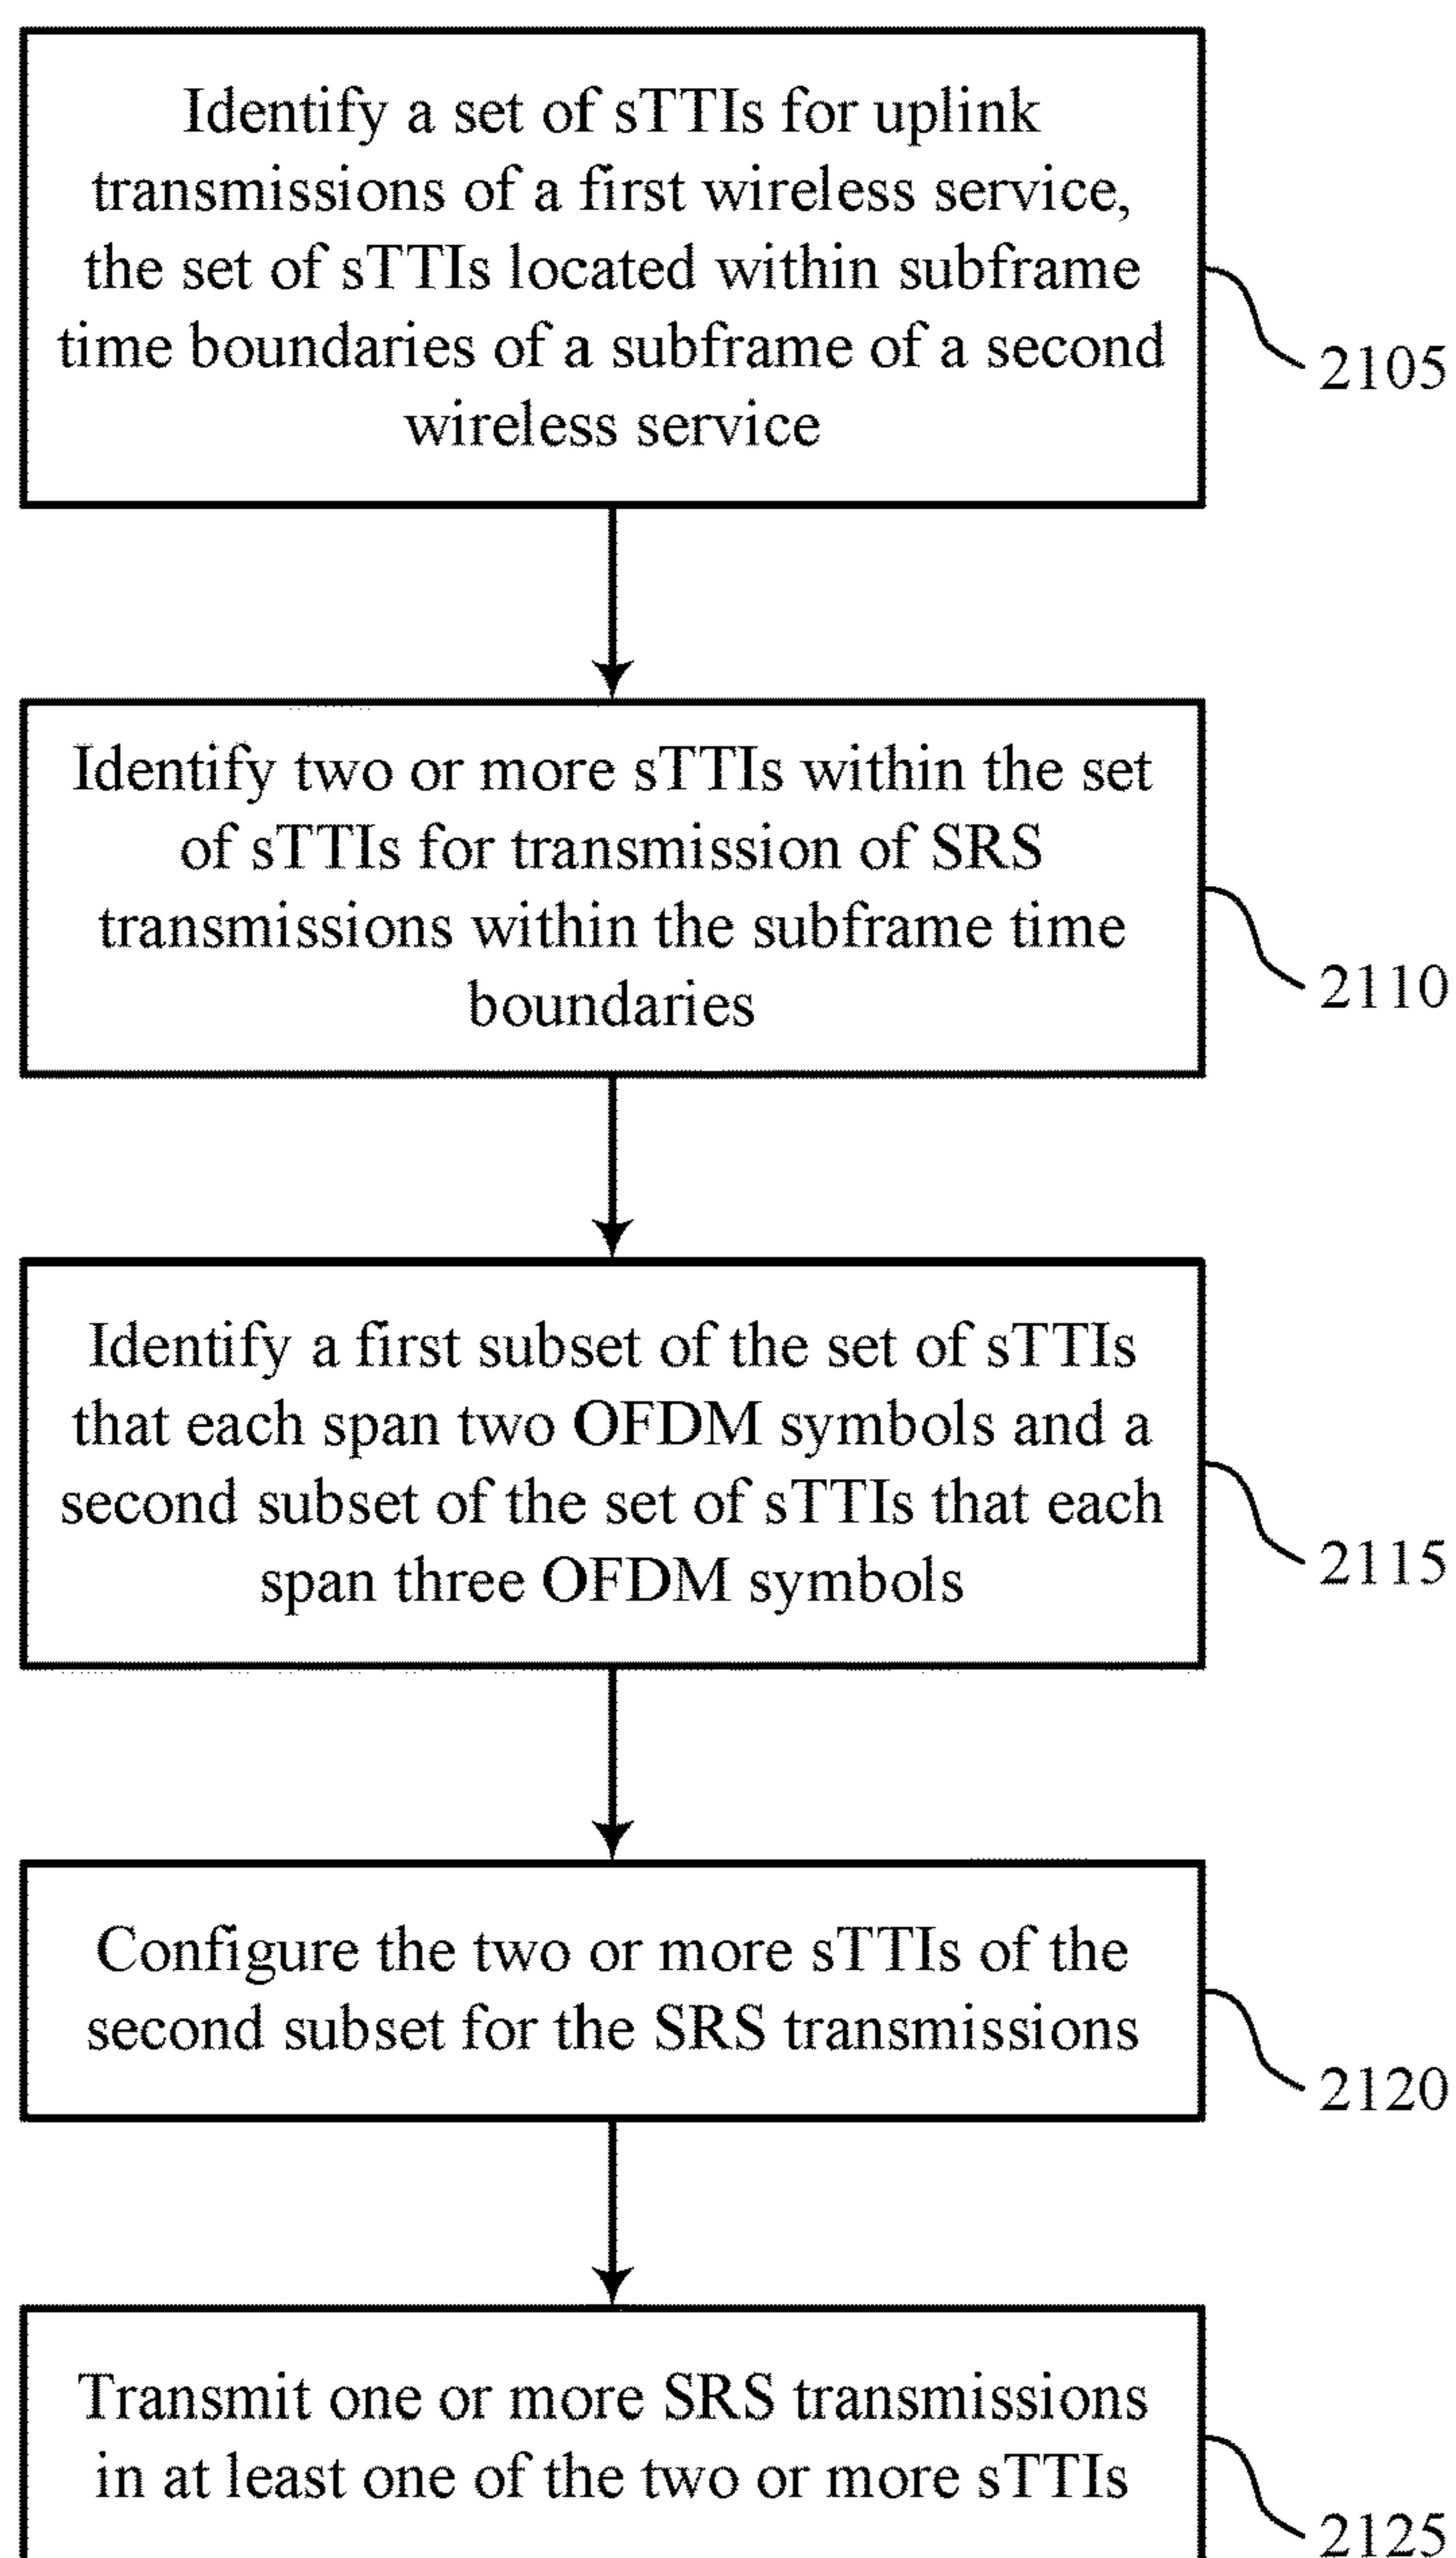 Identify a set of sTTIs for uplink
transmissions of a first wireless service,
the set of sTTIs located within subframe
time boundaries of a subframe of a second
wireless service
2105
Identify two or more sTTIs within the set
of sTTIs for transmission of SRS
transmissions within the subframe time
boundaries
2110
Identify a first subset of the set of sTTIs
that each span two OFDM symbols and a
second subset of the set of sTTIs that each
span three OFDM symbols
2115
Configure the two or more sTTIs of the
second subset for the SRS transmissions
2120
Transmit one or more SRS transmissions
in at least one of the two or more sTTIs
2125